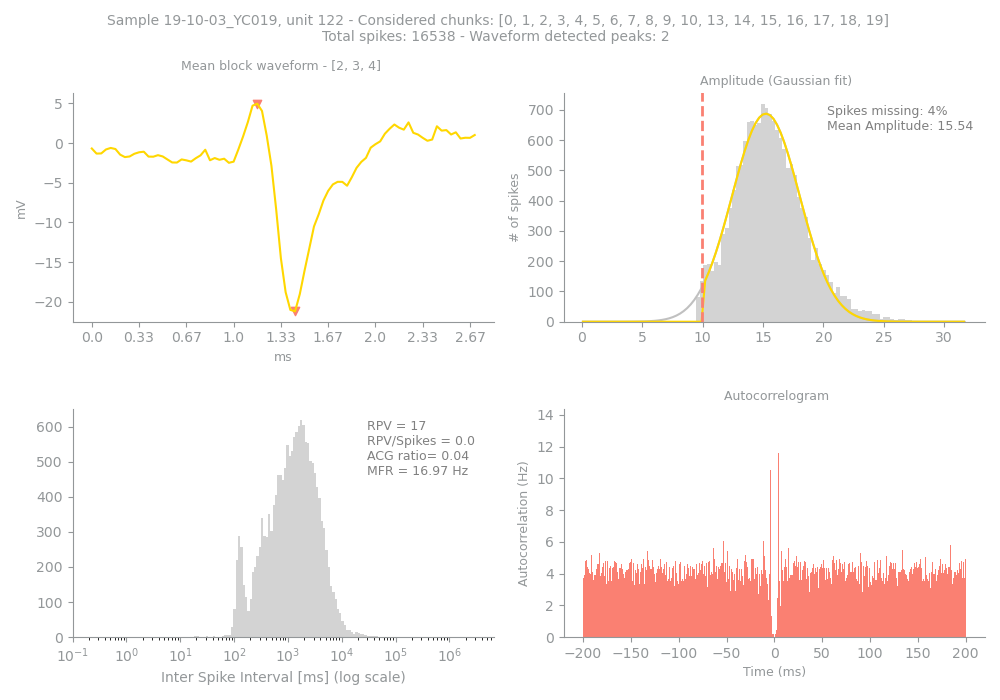 Sample 19-10-03_YC019, unit 122 - Considered chunks: [0, 1, 2, 3, 4, 5, 6, 7, 8, 9, 10, 13, 14, 15, 16, 17, 18, 19]
Total spikes: 16538 - Waveform detected peaks: 2
Mean block waveform - [2, 3, 4]
5
0
−5
−10
−15
−20
mV
0.0 0.33 0.67 1.0 1.33 1.67 2.0 2.33 2.67
ms
Amplitude (Gaussian fit)
Spikes missing: 4%
Mean Amplitude: 15.54
700
600
500
400
300
200
100
0
# of spikes
0 5 10 15 20 25 30
RPV = 17
RPV/Spikes = 0.0
ACG ratio= 0.04
MFR = 16.97 Hz
600
500
400
300
200
100
0
10⁻¹ 10⁰ 10¹ 10² 10³ 10⁴ 10⁵ 10⁶
Inter Spike Interval [ms] (log scale)
Autocorrelogram
14
12
10
8
6
4
2
0
Autocorrelation (Hz)
−200 −150 −100 −50 0 50 100 150 200
Time (ms)